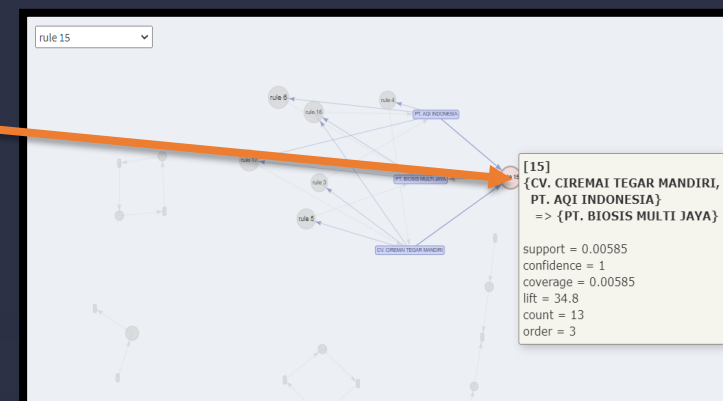 rule 15
rule 6
rule 4
rule 16
PT. AQI INDONESIA
rule 3
PT. BIOSIS MULTI JAYA
rule 5
CV. CIREMAI TEGAR MANDIRI
[15]
{CV. CIREMAI TEGAR MANDIRI,
PT. AQI INDONESIA}
=> {PT. BIOSIS MULTI JAYA}
support = 0.00585
confidence = 1
coverage = 0.00585
lift = 34.8
count = 13
order = 3